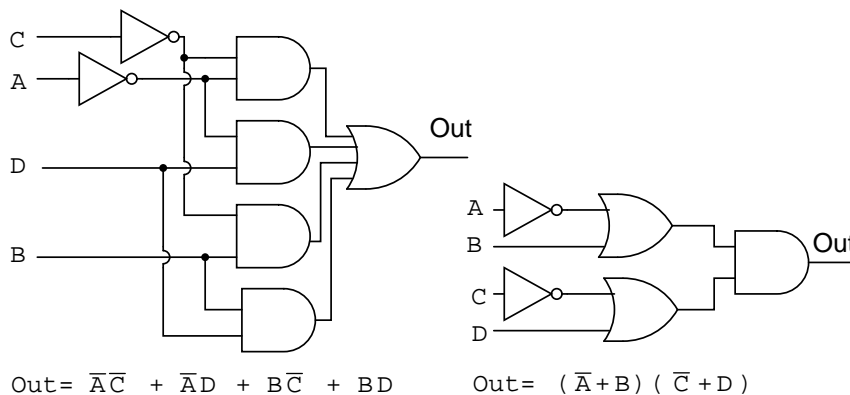 C
A
D
B
Out
Out= A̅C̅ + A̅D + BC̅ + BD
A
B
C
D
Out
Out= (A̅+B)(C̅+D)